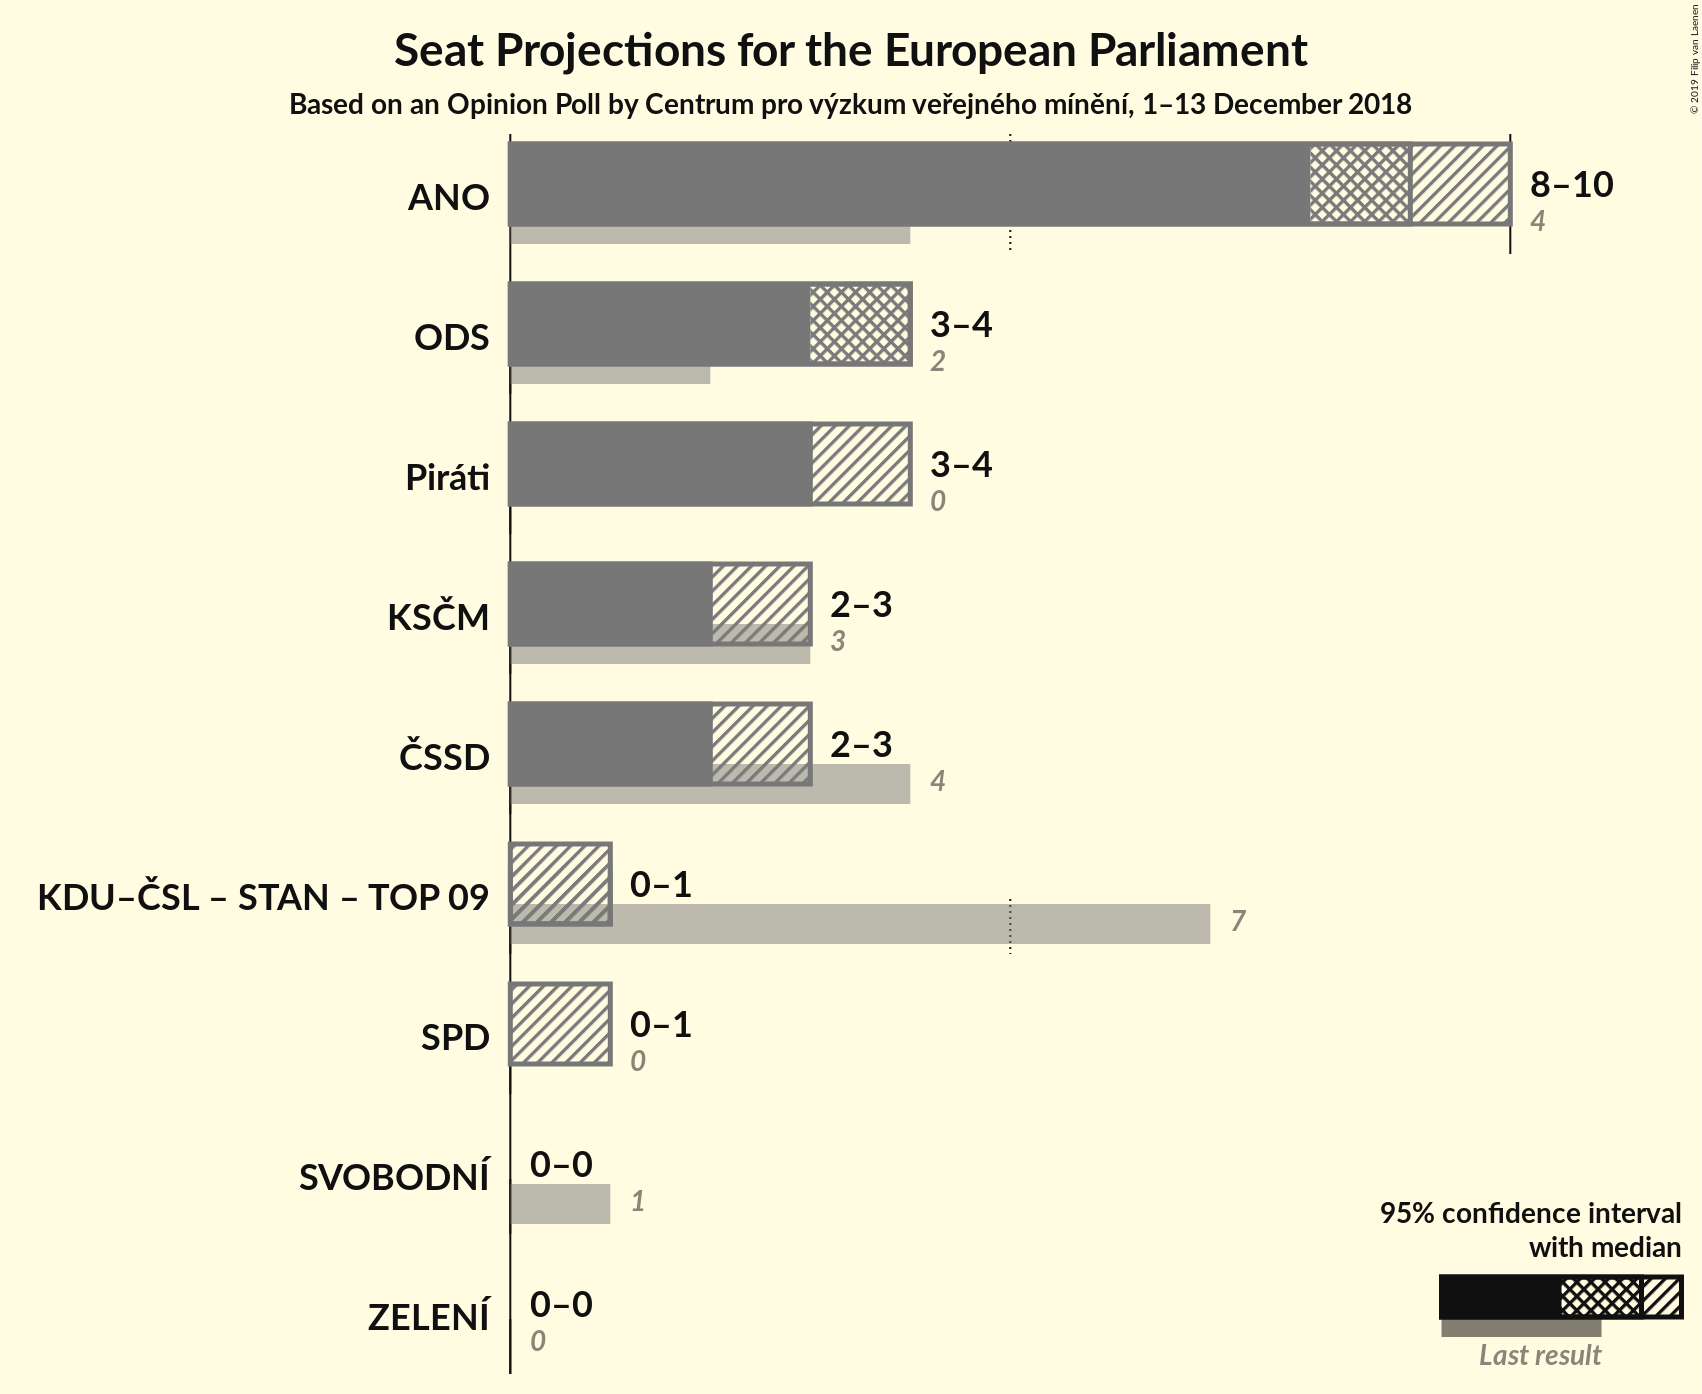 Seat Projections for the European Parliament
Based on an Opinion Poll by Centrum pro výzkum veřejného mínění, 1–13 December 2018
© 2019 Filip van Laenen
ANO
8–10
4
ODS
3–4
2
Piráti
3–4
0
KSČM
2–3
3
ČSSD
2–3
4
KDU–ČSL – STAN – TOP 09
0–1
7
SPD
0–1
0
SVOBODNÍ
0–0
1
ZELENÍ
0–0
0
95% confidence interval
with median
Last result